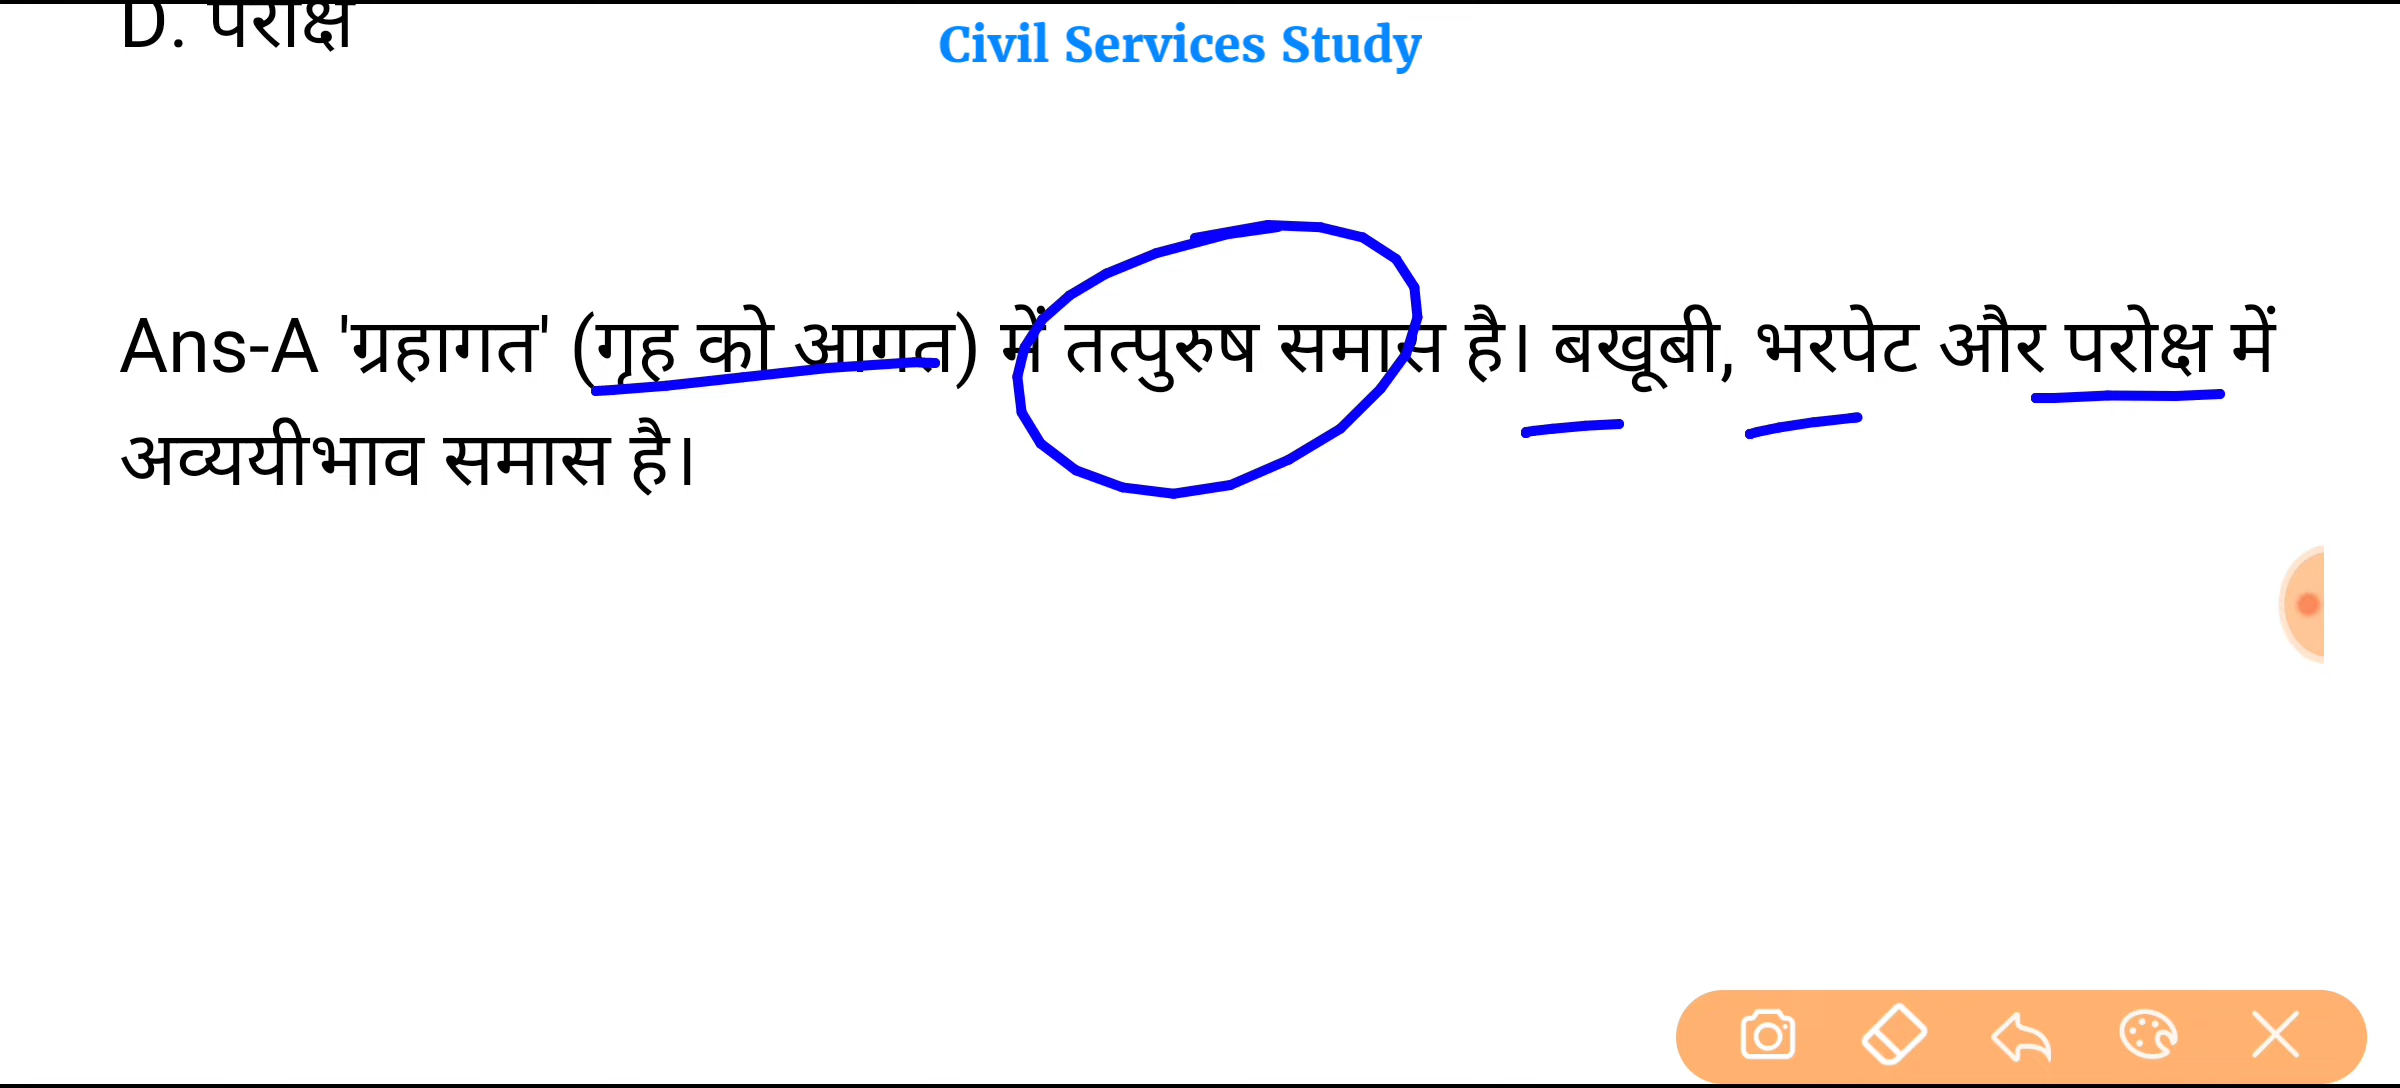 D. परोक्ष
Civil Services Study
Ans-A 'ग्रहागत' (गृह को आगत) में तत्पुरुष समास है। बखूबी, भरपेट और परोक्ष में
अव्ययीभाव समास है।